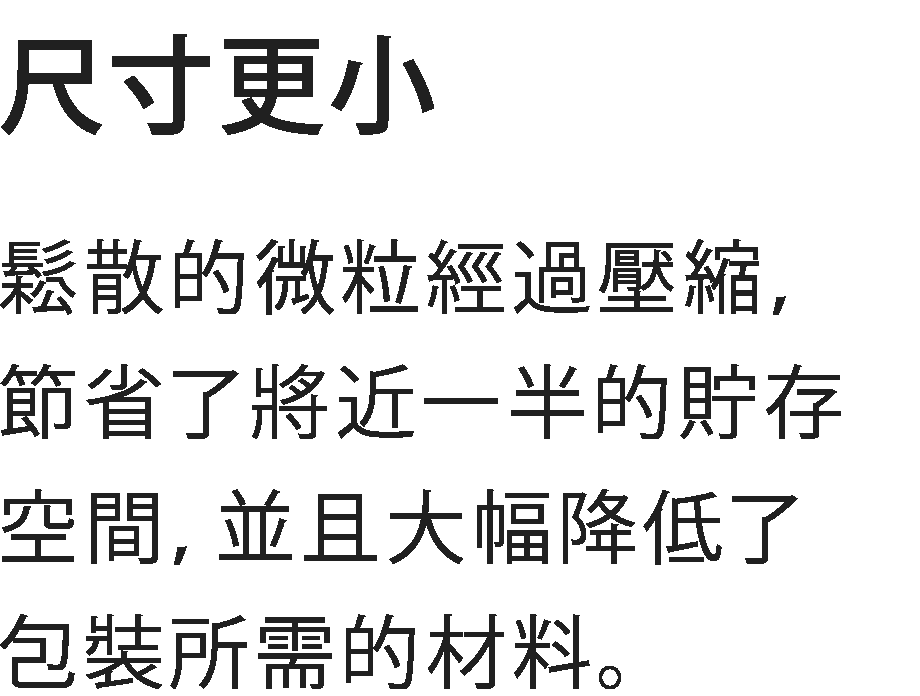 尺寸更小
鬆散的微粒經過壓縮,
節省了將近一半的貯存
空間, 並且大幅降低了
包裝所需的材料。